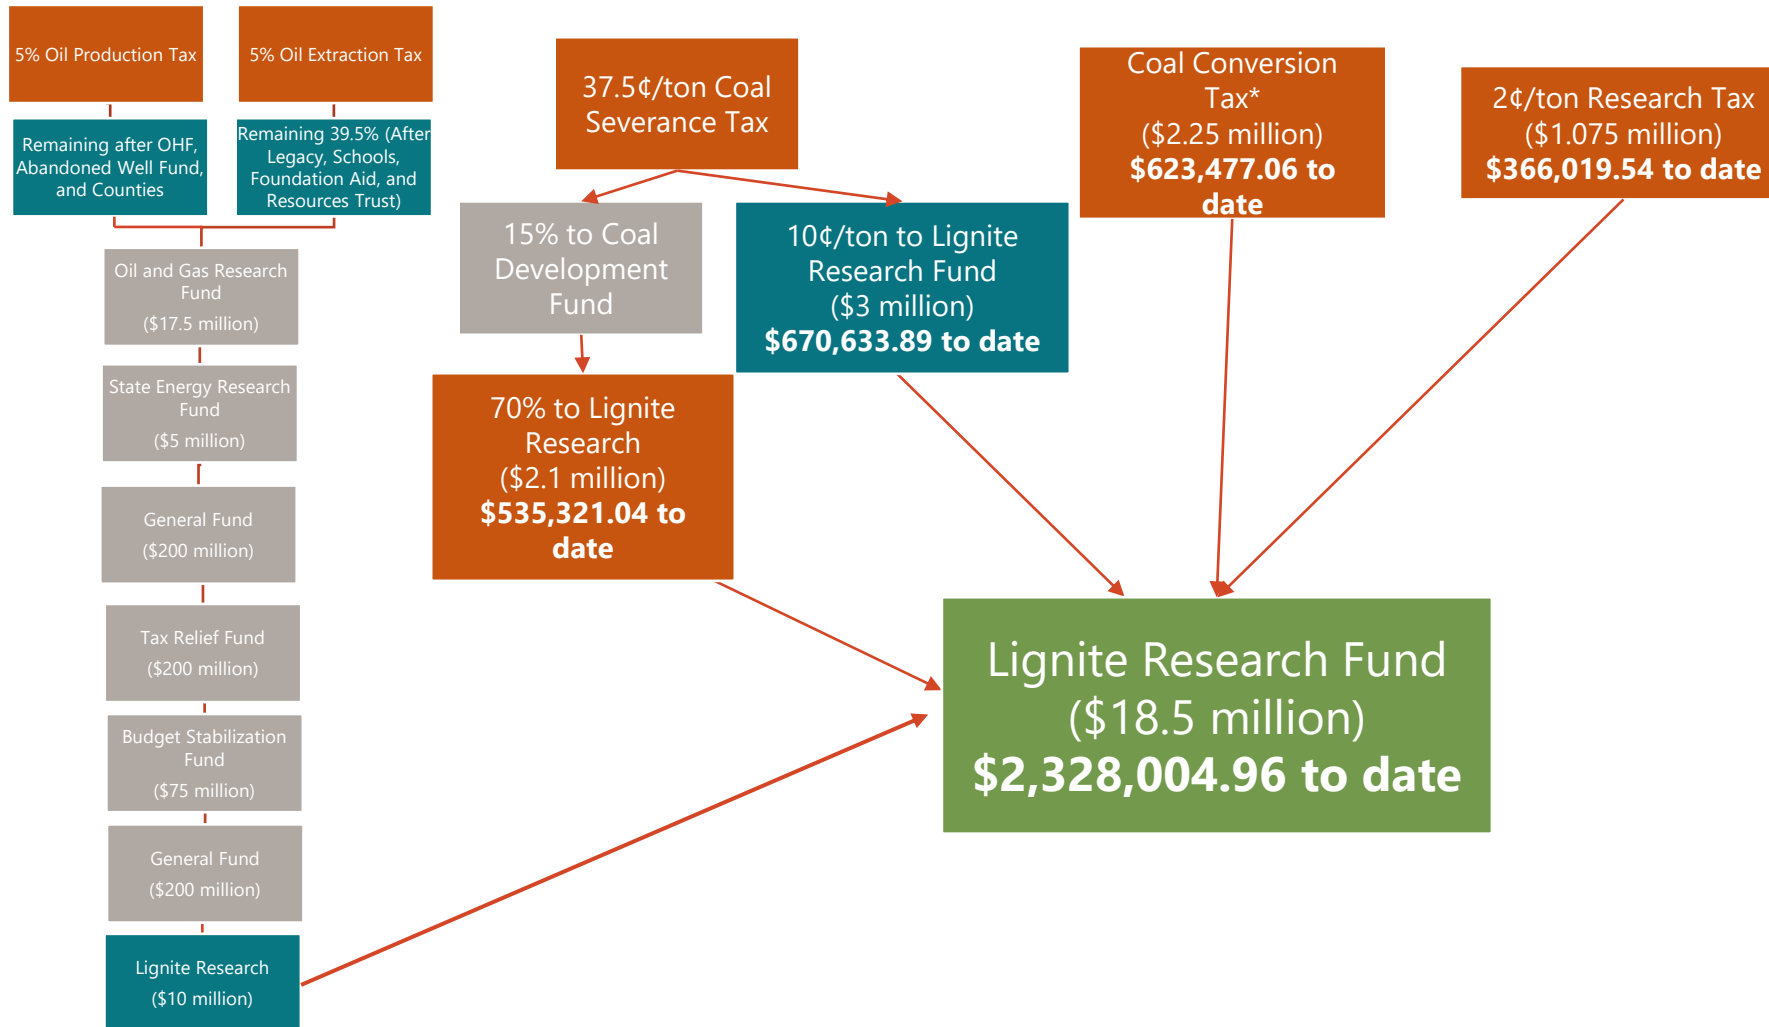 5% Oil Production Tax
Remaining after OHF,
Abandoned Well Fund,
and Counties
5% Oil Extraction Tax
Remaining 39.5% (After
Legacy, Schools,
Foundation Aid, and
Resources Trust)
Oil and Gas Research
Fund
($17.5 million)
State Energy Research
Fund
($5 million)
General Fund
($200 million)
Tax Relief Fund
($200 million)
Budget Stabilization
Fund
($75 million)
General Fund
($200 million)
Lignite Research
($10 million)
37.5¢/ton Coal
Severance Tax
15% to Coal
Development
Fund
70% to Lignite
Research
($2.1 million)
$535,321.04 to
date
10¢/ton to Lignite
Research Fund
($3 million)
$670,633.89 to date
Coal Conversion
Tax*
($2.25 million)
$623,477.06 to
date
2¢/ton Research Tax
($1.075 million)
$366,019.54 to date
Lignite Research Fund
($18.5 million)
$2,328,004.96 to date